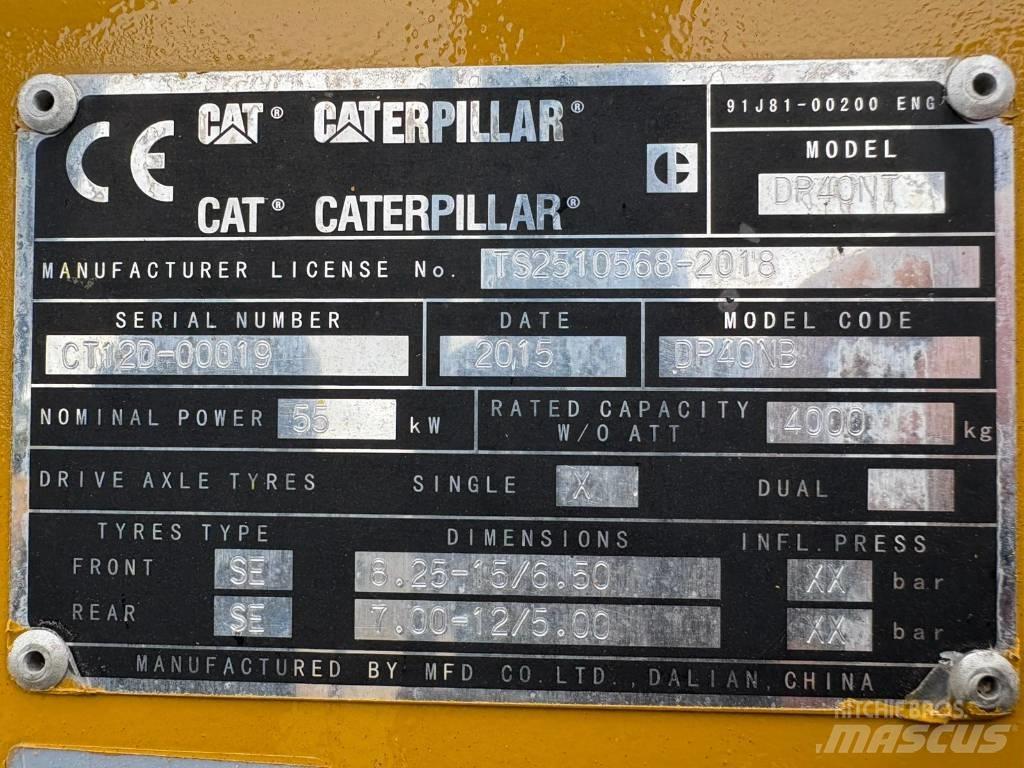 CE CAT® CATERPILLAR® 91J81-00200 ENG
MODEL
DP40NT
CAT® CATERPILLAR®
MANUFACTURER LICENSE No. TS2510568-2018
SERIAL NUMBER DATE MODEL CODE
CT12D-00019 2015 DP40NB
NOMINAL POWER 55 kW RATED CAPACITY W/O ATT 4000 kg
DRIVE AXLE TYRES SINGLE X DUAL
TYRES TYPE DIMENSIONS INFL. PRESS
FRONT SE 8.25-15/6.50 XX bar
REAR SE 7.00-12/5.00 XX bar
MANUFACTURED BY MFD CO.LTD.,DALIAN,CHINA
RITCHIE BROS.
MASCUS